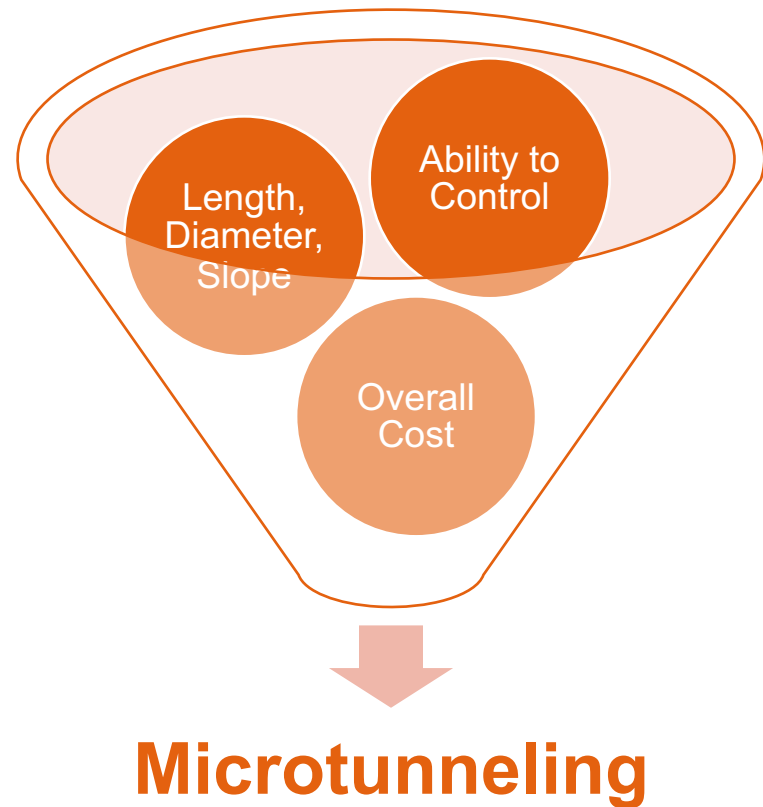 Length,
Diameter,
Slope
Ability to
Control
Overall
Cost
Microtunneling